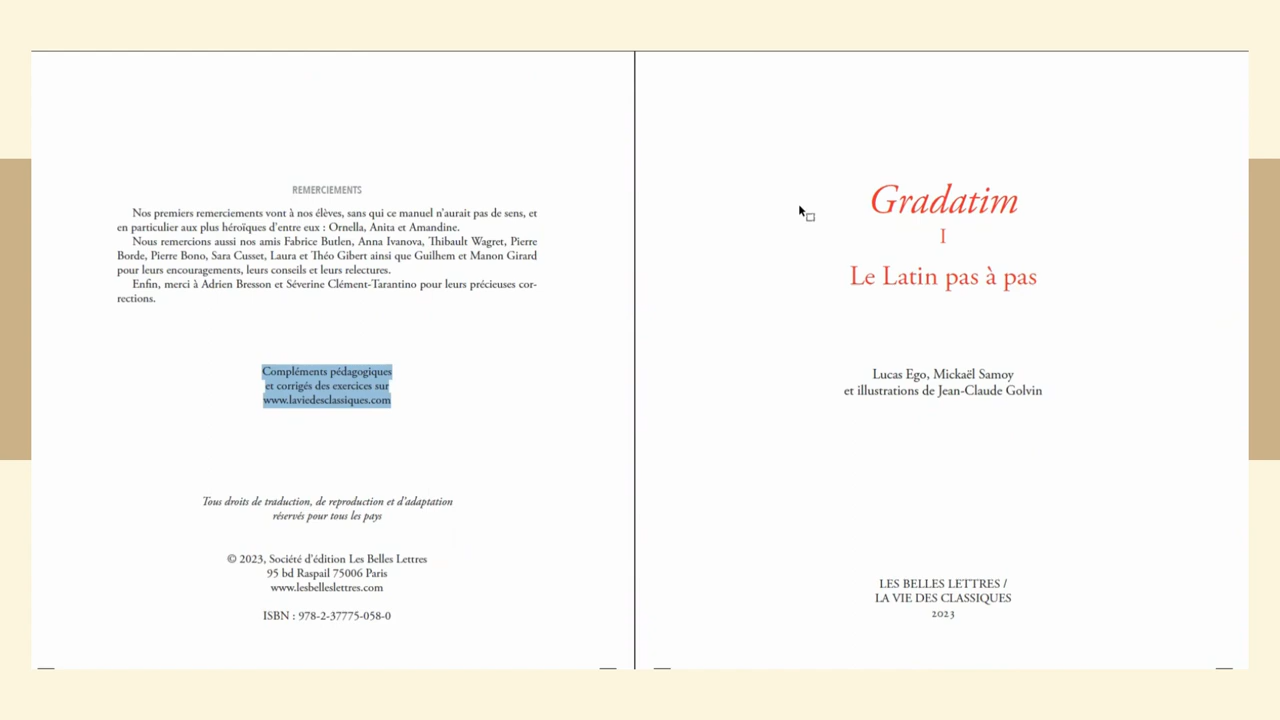 REMERCIEMENTS
Nos premiers remerciements vont à nos élèves, sans qui ce manuel n'aurait pas de sens, et
en particulier aux plus héroïques d'entre eux : Ornella, Anita et Amandine.
Nous remercions aussi nos amis Fabrice Butlen, Anna Ivanova, Thibault Wagret, Pierre
Borde, Pierre Bono, Sara Cusset, Laura et Théo Gibert ainsi que Guilhem et Manon Girard
pour leurs encouragements, leurs conseils et leurs relectures.
Enfin, merci à Adrien Bresson et Séverine Clément-Tarantino pour leurs précieuses cor-
rections.
Compléments pédagogiques
et corrigés des exercices sur
www.laviedesclassiques.com
Tous droits de traduction, de reproduction et d'adaptation
réservés pour tous les pays
© 2023, Société d'édition Les Belles Lettres
95 bd Raspail 75006 Paris
www.lesbelleslettres.com
ISBN : 978-2-37775-058-0
Gradatim
I
Le Latin pas à pas
Lucas Ego, Mickaël Samoy
et illustrations de Jean-Claude Golvin
LES BELLES LETTRES /
LA VIE DES CLASSIQUES
2023